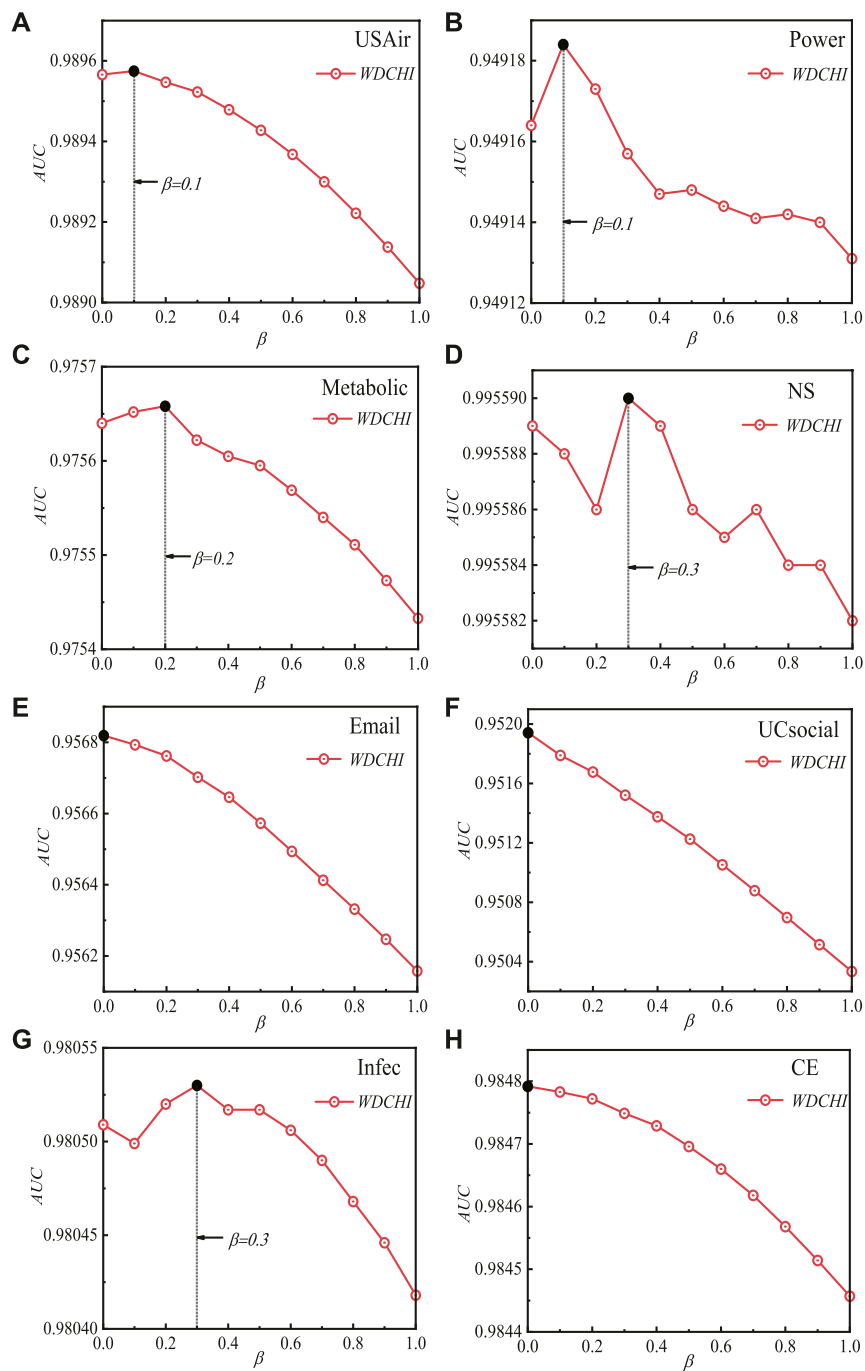 A
USAir
WDCHI
AUC
0.9896
0.9894
0.9892
0.9890
β=0.1
0.0 0.2 0.4 0.6 0.8 1.0
β
B
Power
WDCHI
AUC
0.94918
0.94916
0.94914
0.94912
β=0.1
0.0 0.2 0.4 0.6 0.8 1.0
β
C
Metabolic
WDCHI
AUC
0.9757
0.9756
0.9755
0.9754
β=0.2
0.0 0.2 0.4 0.6 0.8 1.0
β
D
NS
WDCHI
AUC
0.995590
0.995588
0.995586
0.995584
0.995582
β=0.3
0.0 0.2 0.4 0.6 0.8 1.0
β
E
Email
WDCHI
AUC
0.9568
0.9566
0.9564
0.9562
0.0 0.2 0.4 0.6 0.8 1.0
β
F
UCsocial
WDCHI
AUC
0.9520
0.9516
0.9512
0.9508
0.9504
0.0 0.2 0.4 0.6 0.8 1.0
β
G
Infec
WDCHI
AUC
0.98055
0.98050
0.98045
0.98040
β=0.3
0.0 0.2 0.4 0.6 0.8 1.0
β
H
CE
WDCHI
AUC
0.9848
0.9847
0.9846
0.9845
0.9844
0.0 0.2 0.4 0.6 0.8 1.0
β